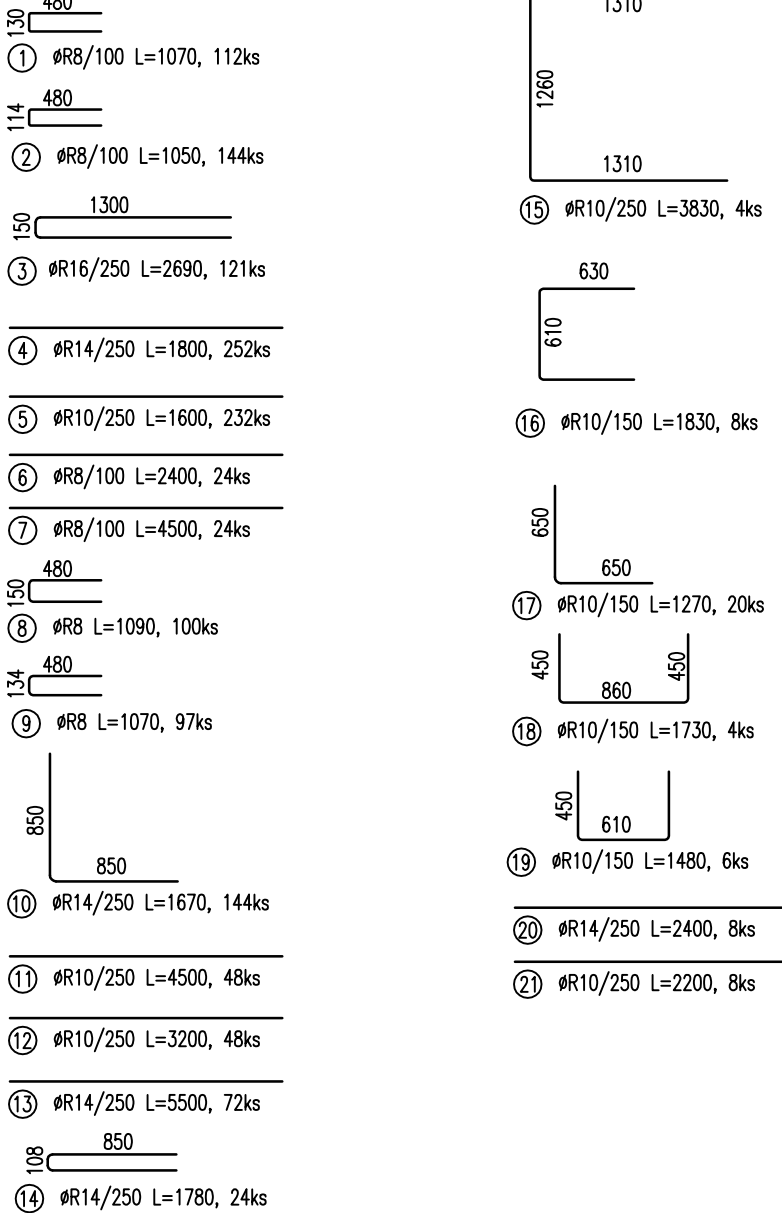 480
130
1 øR8/100 L=1070, 112ks
480
114
2 øR8/100 L=1050, 144ks
1300
150
3 øR16/250 L=2690, 121ks
4 øR14/250 L=1800, 252ks
5 øR10/250 L=1600, 232ks
6 øR8/100 L=2400, 24ks
7 øR8/100 L=4500, 24ks
480
150
8 øR8 L=1090, 100ks
480
134
9 øR8 L=1070, 97ks
850
850
10 øR14/250 L=1670, 144ks
11 øR10/250 L=4500, 48ks
12 øR10/250 L=3200, 48ks
13 øR14/250 L=5500, 72ks
850
108
14 øR14/250 L=1780, 24ks
1310
1260
1310
15 øR10/250 L=3830, 4ks
630
610
16 øR10/150 L=1830, 8ks
650
650
17 øR10/150 L=1270, 20ks
450 450
860
18 øR10/150 L=1730, 4ks
450
610
19 øR10/150 L=1480, 6ks
20 øR14/250 L=2400, 8ks
21 øR10/250 L=2200, 8ks